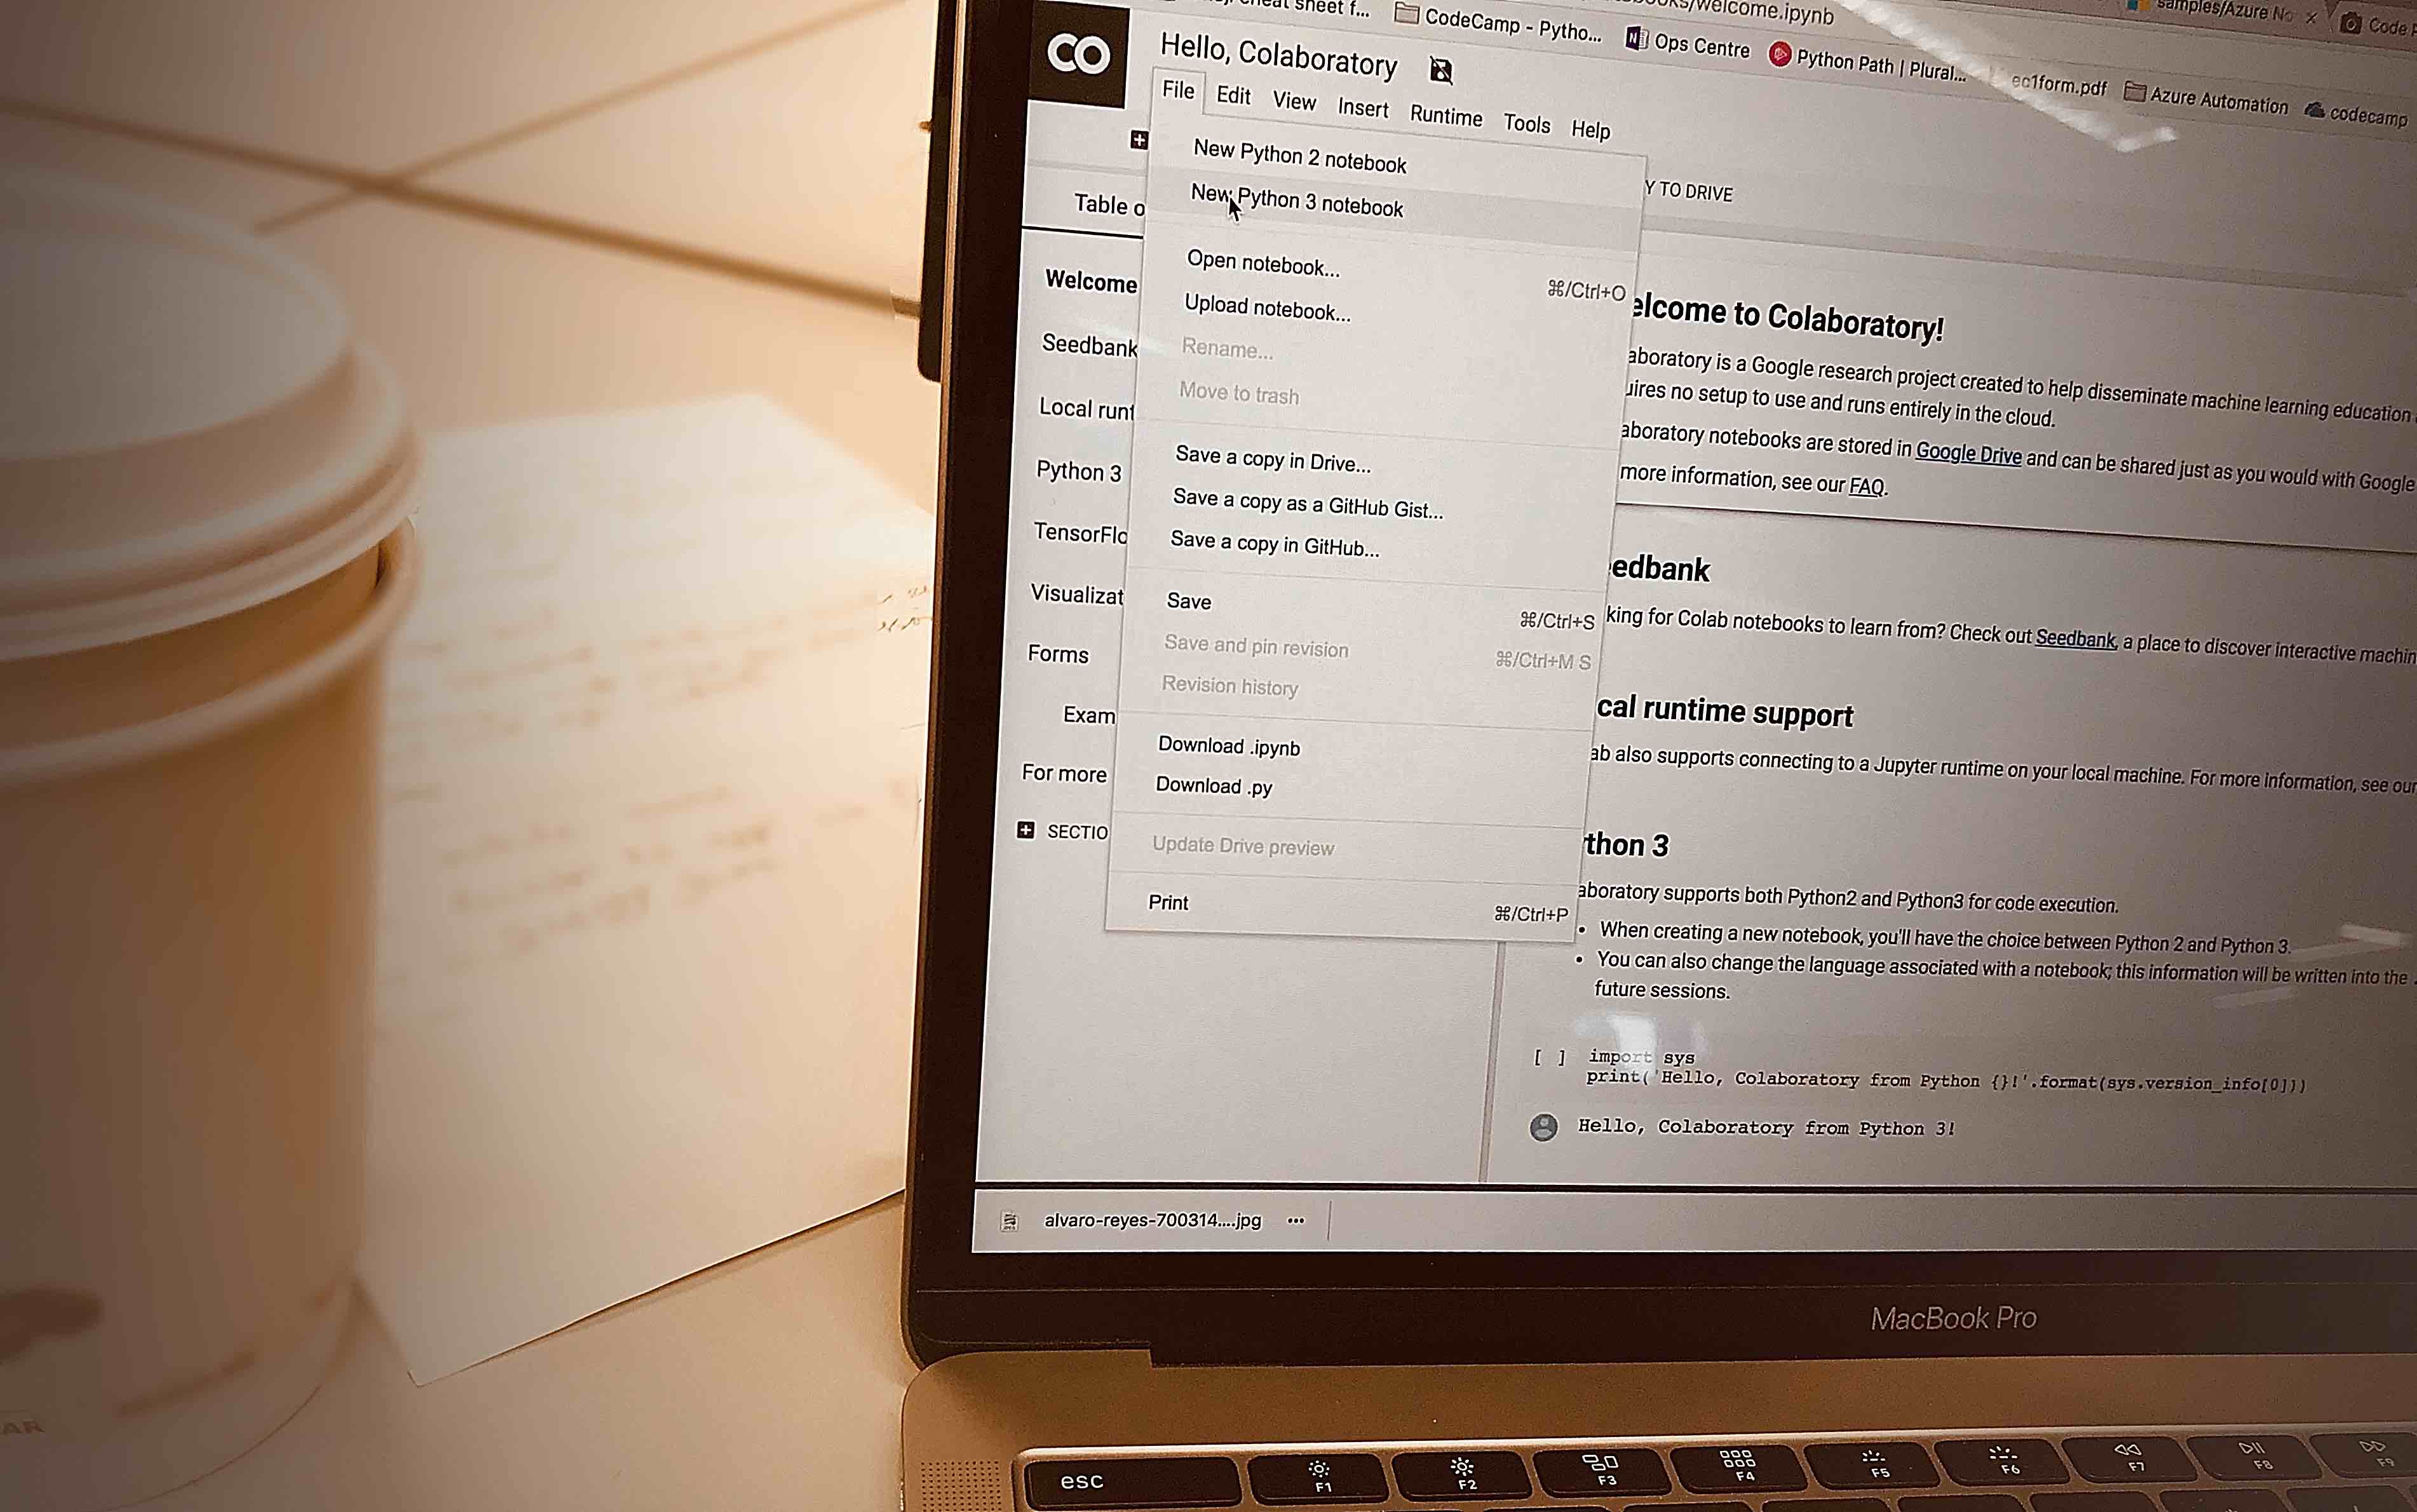 sheet f...
CodeCamp - Pytho...
Ops Centre
Python Path | Plural...
ec1form.pdf
Azure Automation
codecamp
welcome.ipynb
samples/Azure No
Code
CO
Hello, Colaboratory
File Edit View Insert Runtime Tools Help
New Python 2 notebook
New Python 3 notebook
Open notebook... ⌘/Ctrl+O
Upload notebook...
Rename...
Move to trash
Save a copy in Drive...
Save a copy as a GitHub Gist...
Save a copy in GitHub...
Save ⌘/Ctrl+S
Save and pin revision ⌘/Ctrl+M S
Revision history
Download .ipynb
Download .py
Update Drive preview
Print ⌘/Ctrl+P
Y TO DRIVE
Table o
Welcome
Seedbank
Local runt
Python 3
TensorFlo
Visualizat
Forms
Exam
For more
SECTIO
elcome to Colaboratory!
aboratory is a Google research project created to help disseminate machine learning education
uires no setup to use and runs entirely in the cloud.
aboratory notebooks are stored in Google Drive and can be shared just as you would with Google
more information, see our FAQ.
edbank
king for Colab notebooks to learn from? Check out Seedbank, a place to discover interactive machin
cal runtime support
ab also supports connecting to a Jupyter runtime on your local machine. For more information, see our
thon 3
aboratory supports both Python2 and Python3 for code execution.
• When creating a new notebook, you'll have the choice between Python 2 and Python 3.
• You can also change the language associated with a notebook; this information will be written into the .
future sessions.
[ ] import sys
print('Hello, Colaboratory from Python {}!'.format(sys.version_info[0]))
Hello, Colaboratory from Python 3!
alvaro-reyes-700314....jpg
MacBook Pro
esc F1 F2 F3 F4 F5 F6 F7 F8 F9
AR